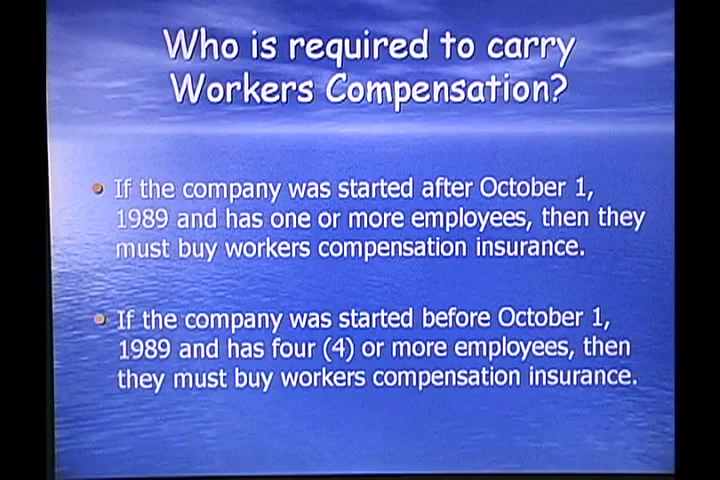 Who is required to carry
Workers Compensation?
• If the company was started after October 1,
1989 and has one or more employees, then they
must buy workers compensation insurance.
• If the company was started before October 1,
1989 and has four (4) or more employees, then
they must buy workers compensation insurance.